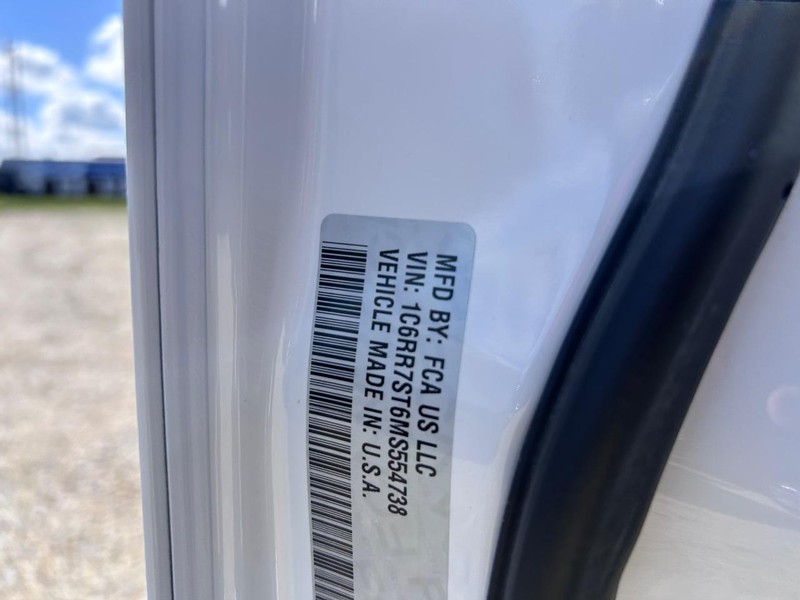 MFD BY: FCA US LLC
VIN: 1C6RR7ST6MS554738
VEHICLE MADE IN: U.S.A.